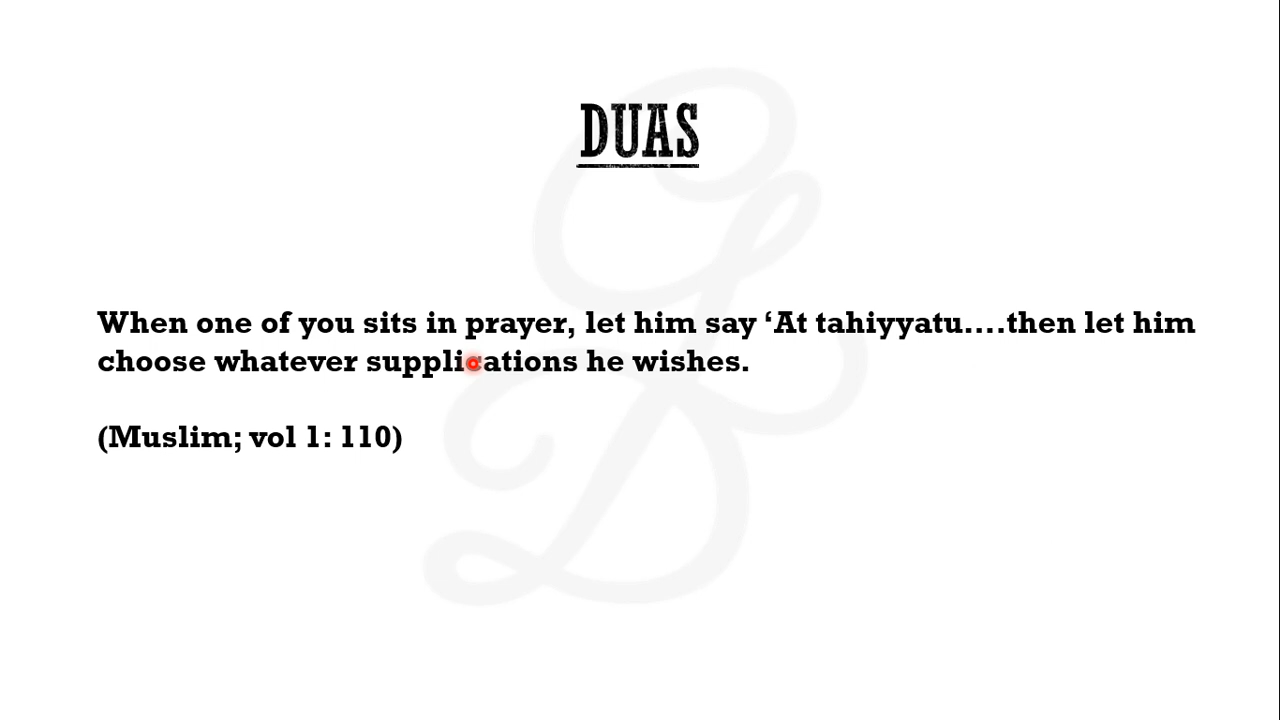 DUAS
When one of you sits in prayer, let him say ‘At tahiyyatu....then let him
choose whatever supplications he wishes.
(Muslim; vol 1: 110)